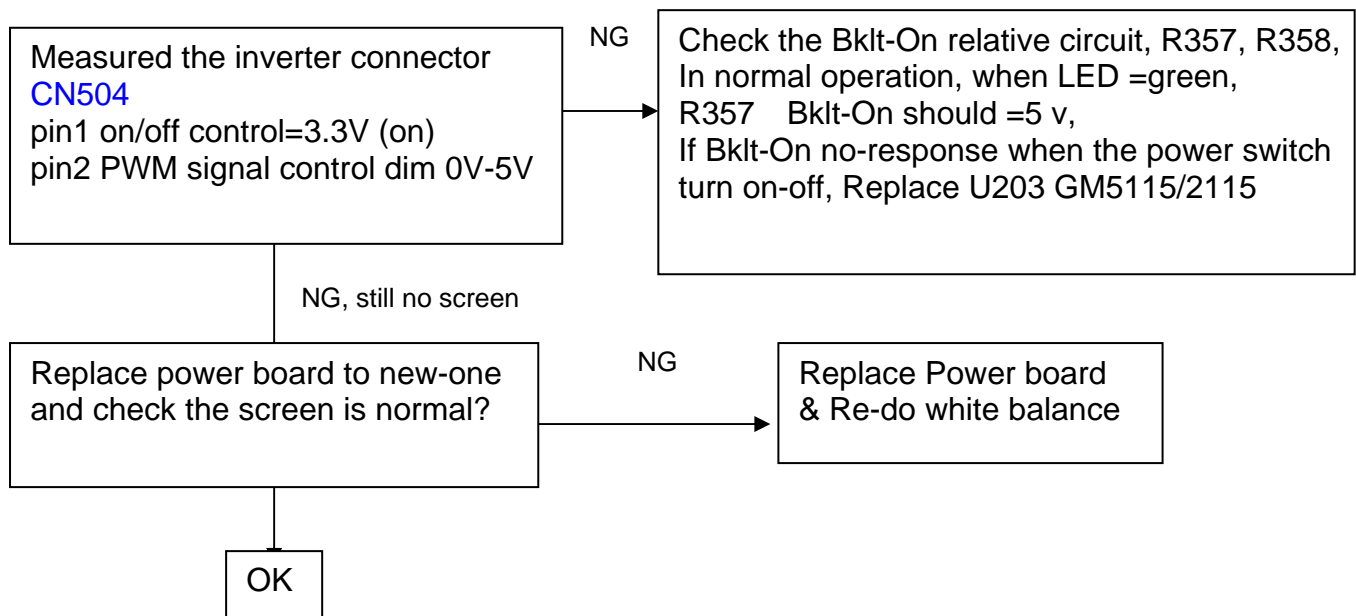 Measured the inverter connector
CN504
pin1 on/off control=3.3V (on)
pin2 PWM signal control dim 0V-5V
NG
Check the Bklt-On relative circuit, R357, R358,
In normal operation, when LED =green,
R357 Bklt-On should =5 v,
If Bklt-On no-response when the power switch
turn on-off, Replace U203 GM5115/2115
NG, still no screen
Replace power board to new-one
and check the screen is normal?
NG
Replace Power board
& Re-do white balance
OK